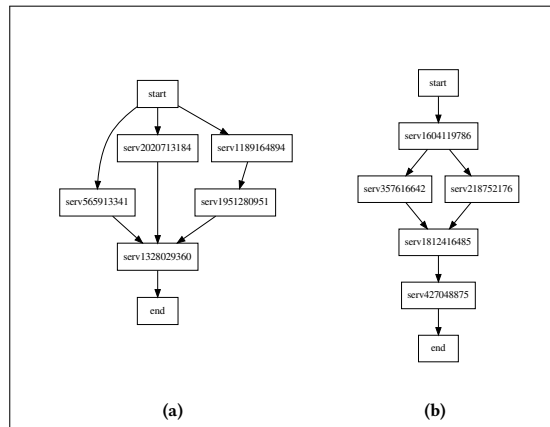 start
serv2020713184
serv1189164894
serv565913341
serv1951280951
serv1328029360
end
(a)
start
serv1604119786
serv357616642
serv218752176
serv1812416485
serv427048875
end
(b)